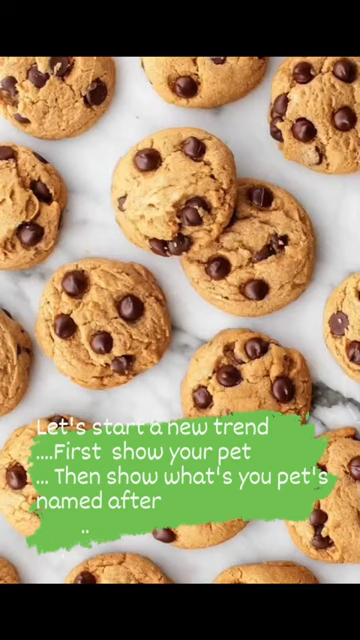 Let's start a new trend
....First show your pet
... Then show what's you pet's
named after
..